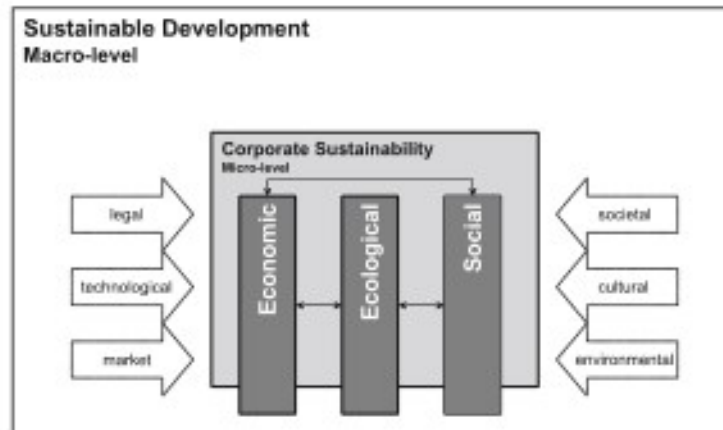 Sustainable Development
Macro-level
Corporate Sustainability
Micro-level
legal
technological
market
Economic
Ecological
Social
societal
cultural
environmental